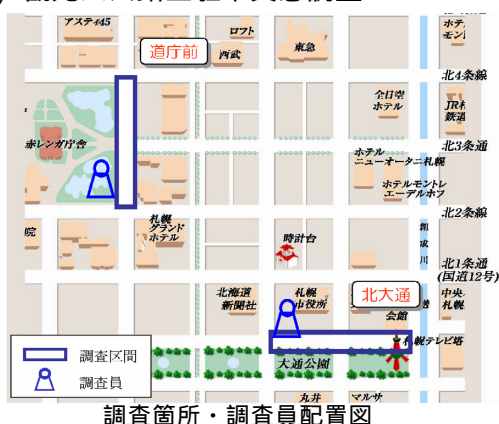 アステ445
ロフト
道庁前
西武
東急
ホテル
モント
北4条線
全日空
ホテル
JR札
鉄道
赤レンガ庁舎
北3条通
ホテル
ニューオータニ札幌
ホテルモントレ
エーデルホフ
北2条線
院
札幌
グランド
ホテル
時計台
創成川
北1条通
(国道12号)
北海道
新聞社
札幌
市役所
北大通
会館
中央
札幌
札幌テレビ塔
大通公園
調査区間
調査員
丸井
マルサ
調査箇所・調査員配置図